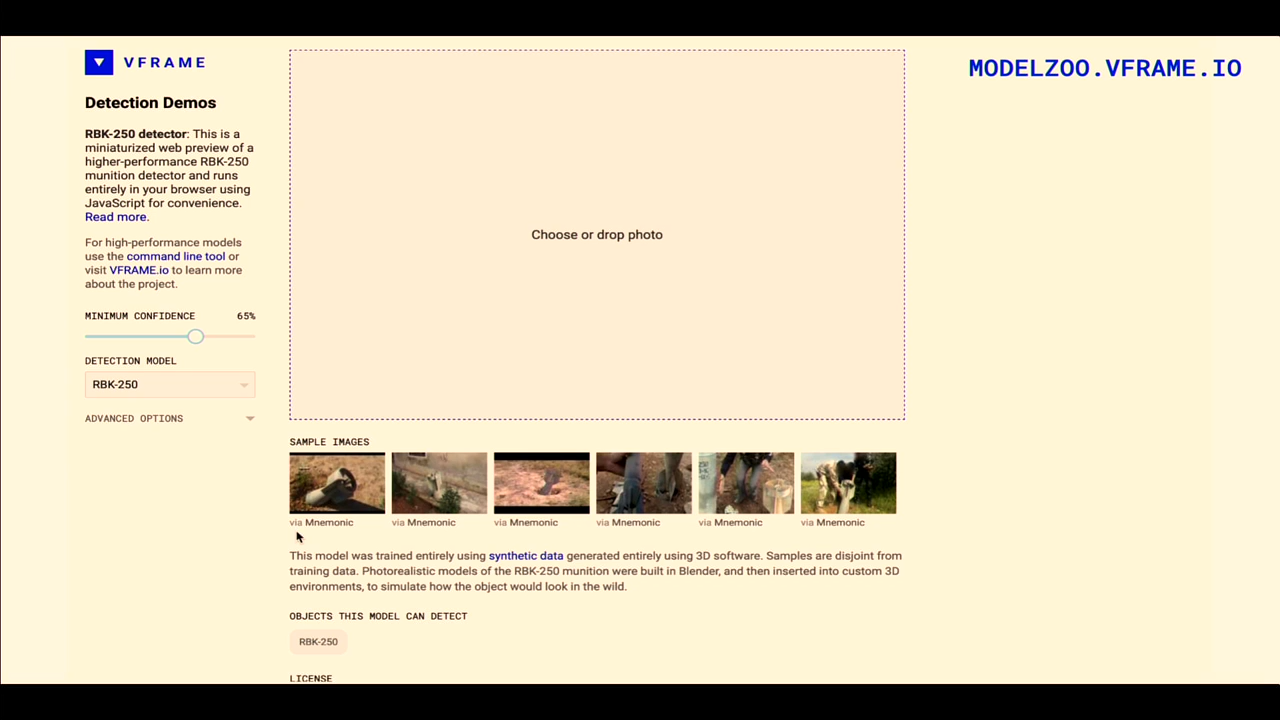 VFRAME
MODELZOO.VFRAME.IO
Detection Demos
RBK-250 detector: This is a
miniaturized web preview of a
higher-performance RBK-250
munition detector and runs
entirely in your browser using
JavaScript for convenience.
Read more.
For high-performance models
use the command line tool or
visit VFRAME.io to learn more
about the project.
MINIMUM CONFIDENCE 65%
DETECTION MODEL
RBK-250
ADVANCED OPTIONS
Choose or drop photo
SAMPLE IMAGES
via Mnemonic
via Mnemonic
via Mnemonic
via Mnemonic
via Mnemonic
via Mnemonic
This model was trained entirely using synthetic data generated entirely using 3D software. Samples are disjoint from
training data. Photorealistic models of the RBK-250 munition were built in Blender, and then inserted into custom 3D
environments, to simulate how the object would look in the wild.
OBJECTS THIS MODEL CAN DETECT
RBK-250
LICENSE